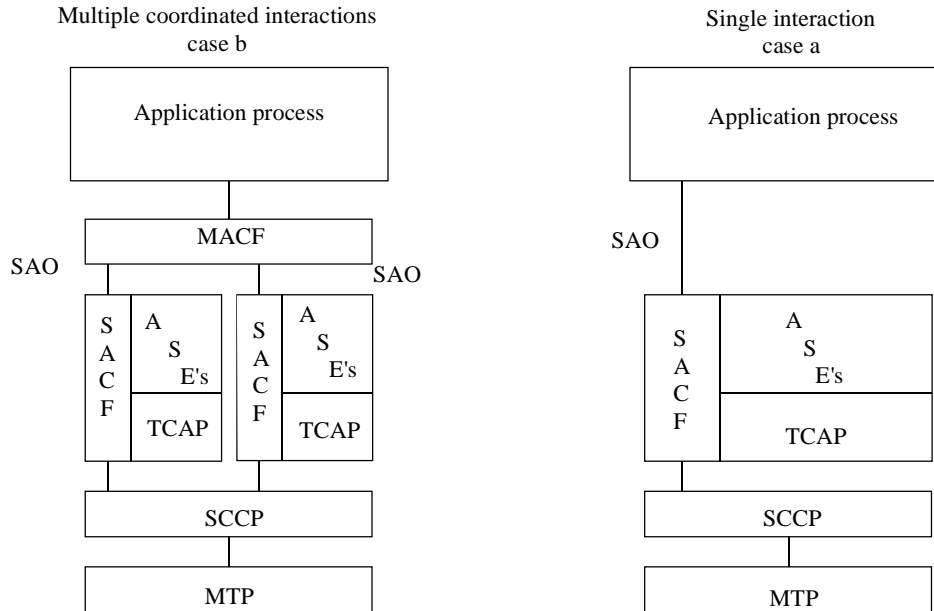 Multiple coordinated interactions
case b
Application process
MACF
SAO
SAO
S
A
C
F
A
S
E's
TCAP
S
A
C
F
A
S
E's
TCAP
SCCP
MTP
Single interaction
case a
Application process
SAO
S
A
C
F
A
S
E's
TCAP
SCCP
MTP